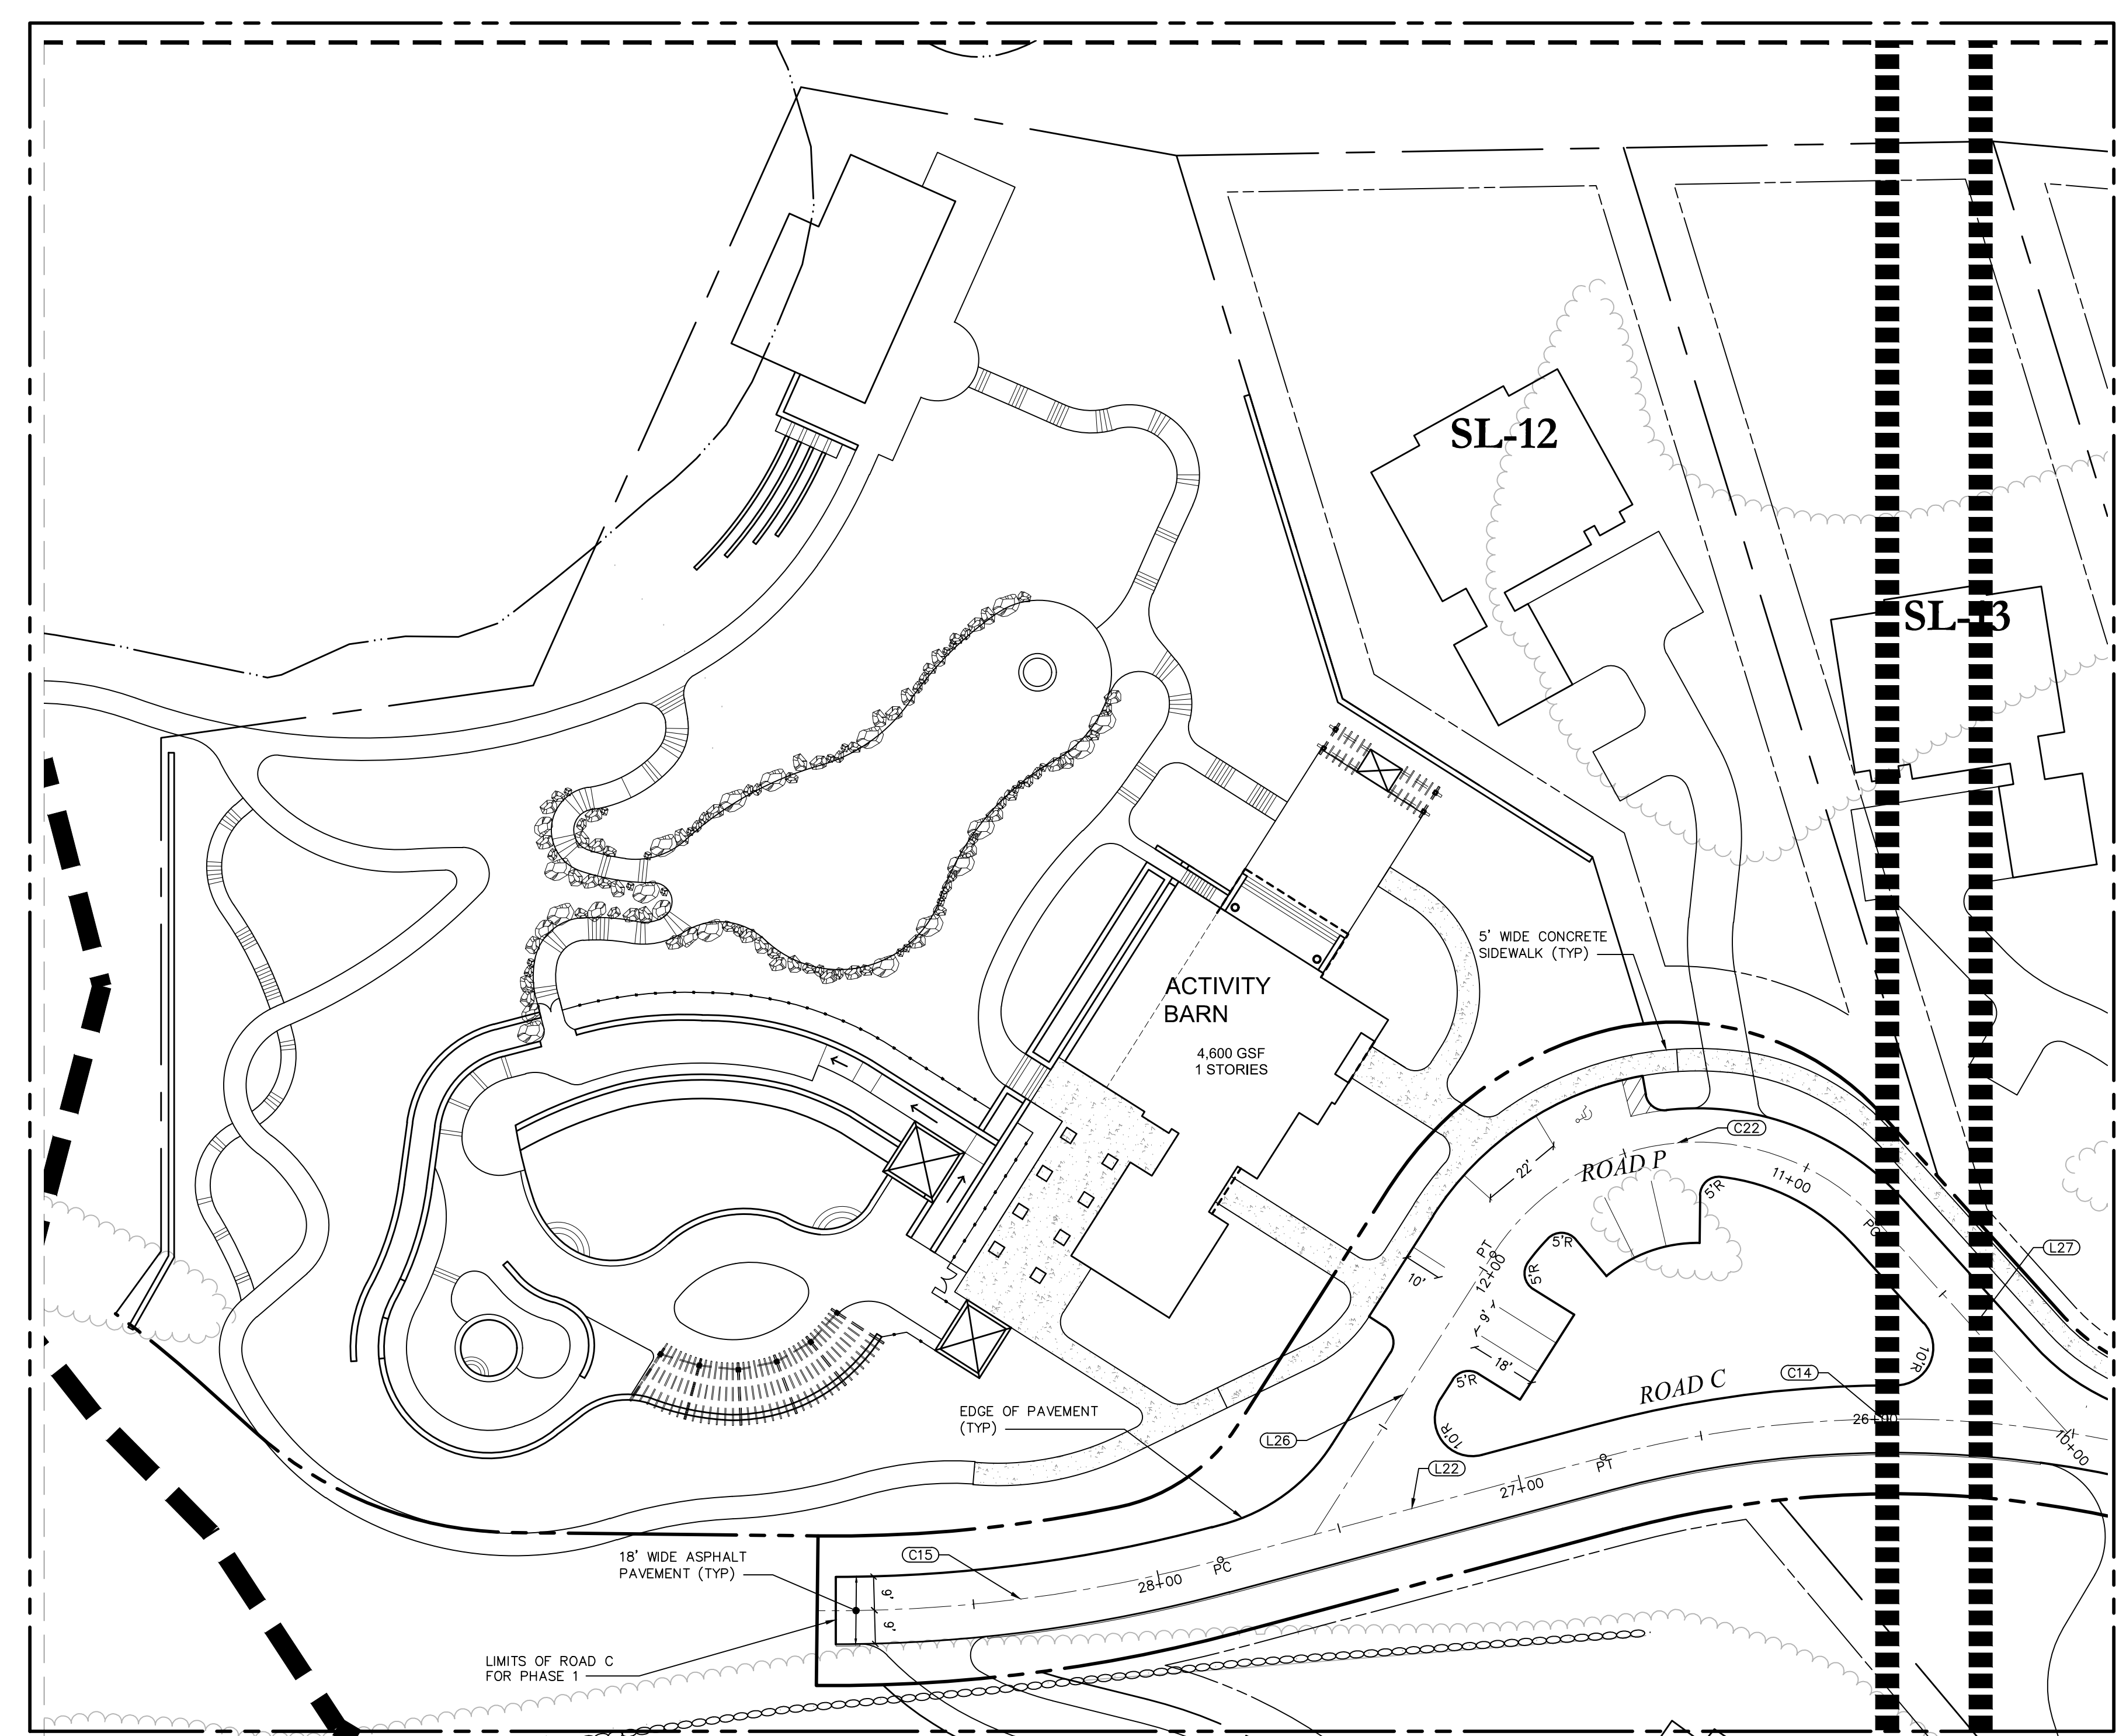 SL-12
SL-13
5' WIDE CONCRETE
SIDEWALK (TYP)
ACTIVITY
BARN
4,600 GSF
1 STORIES
C22
ROAD P
22'
11+00
5'R
PC
L27
5'R
5'R
PT
12+00
10'
9'
18'
5'R
10'R
10'R
ROAD C
C14
26+00
10+00
EDGE OF PAVEMENT
(TYP)
L26
L22
PT
27+00
18' WIDE ASPHALT
PAVEMENT (TYP)
C15
PC
28+00
9'
9'
LIMITS OF ROAD C
FOR PHASE 1